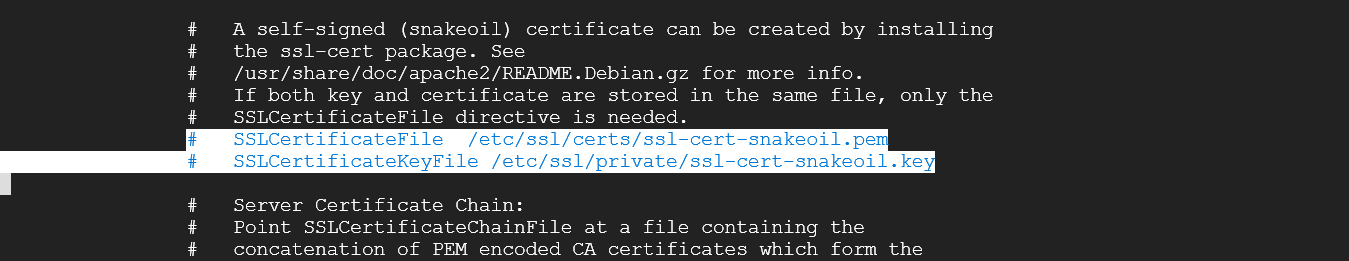 #   A self-signed (snakeoil) certificate can be created by installing
#   the ssl-cert package. See
#   /usr/share/doc/apache2/README.Debian.gz for more info.
#   If both key and certificate are stored in the same file, only the
#   SSLCertificateFile directive is needed.
#   SSLCertificateFile  /etc/ssl/certs/ssl-cert-snakeoil.pem
#   SSLCertificateKeyFile /etc/ssl/private/ssl-cert-snakeoil.key
#   Server Certificate Chain:
#   Point SSLCertificateChainFile at a file containing the
#   concatenation of PEM encoded CA certificates which form the